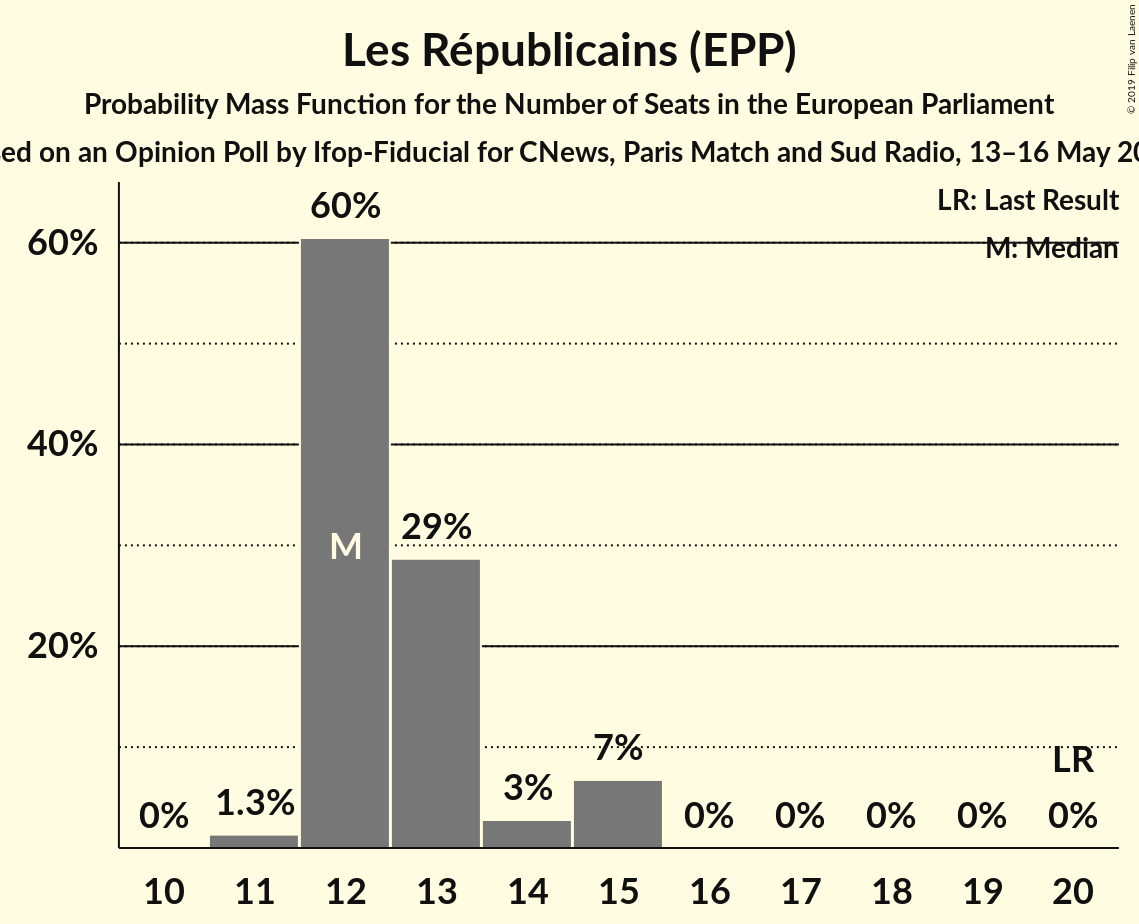 Les Républicains (EPP)
Probability Mass Function for the Number of Seats in the European Parliament
on an Opinion Poll by Ifop-Fiducial for CNews, Paris Match and Sud Radio, 13–16 May
© 2019 Filip van Laenen
LR: Last Result
M: Median
60%
40%
20%
0%
1.3%
60%
M
29%
3%
7%
0%
0%
0%
0%
LR
0%
10 11 12 13 14 15 16 17 18 19 20